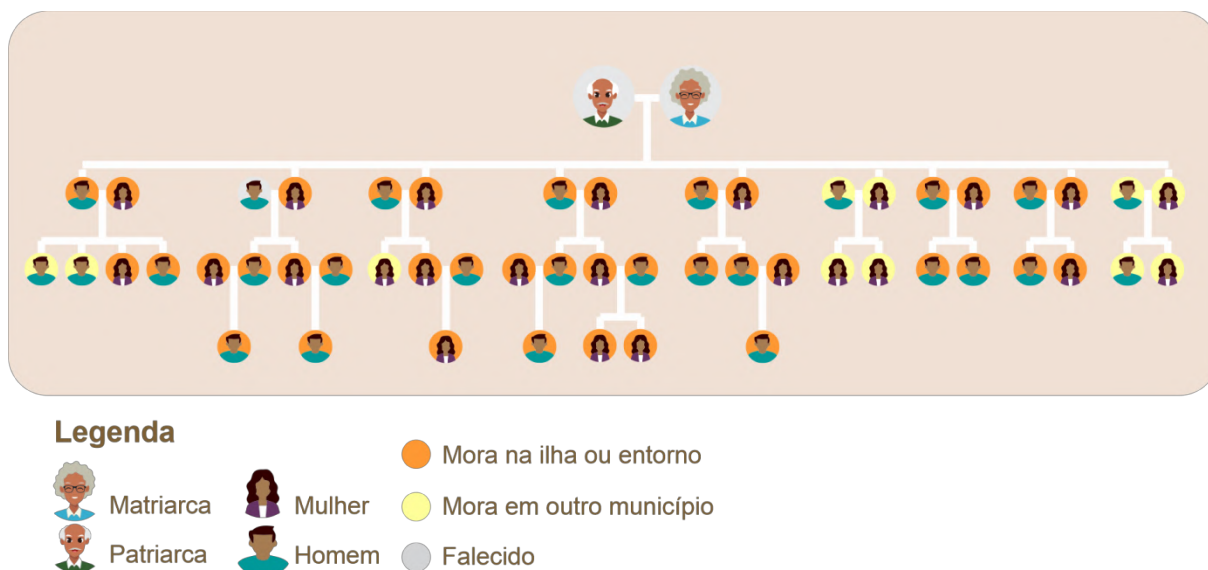 Legenda
Matriarca
Patriarca
Mulher
Homem
Mora na ilha ou entorno
Mora em outro município
Falecido